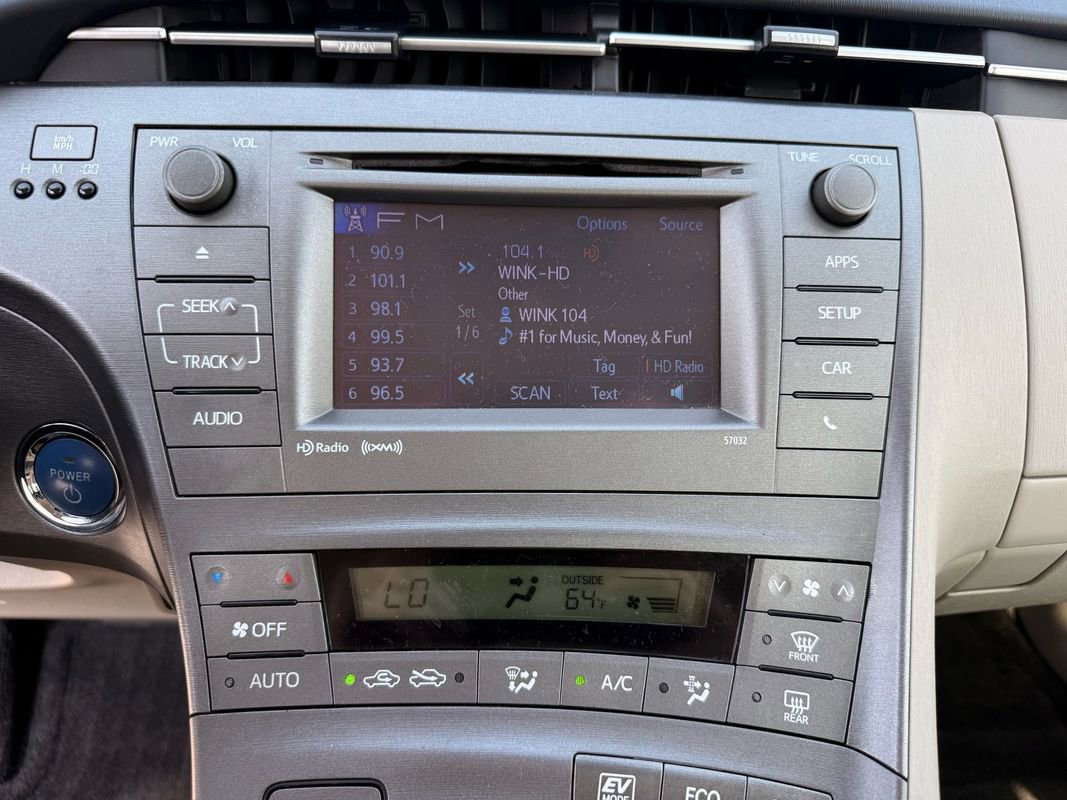 km/h
MPH
H M :00
PWR VOL
TUNE SCROLL
FM
Options Source
1 90.9
2 101.1
3 98.1
4 99.5
5 93.7
6 96.5
Set
1/6
104.1 HD
WINK-HD
Other
WINK 104
#1 for Music, Money, & Fun!
Tag HD Radio
SCAN Text
SEEK
TRACK
AUDIO
APPS
SETUP
CAR
HD Radio ((XM)) 57032
POWER
LO OUTSIDE
64°F
OFF
AUTO
A/C
FRONT
REAR
EV
MODE
ECO